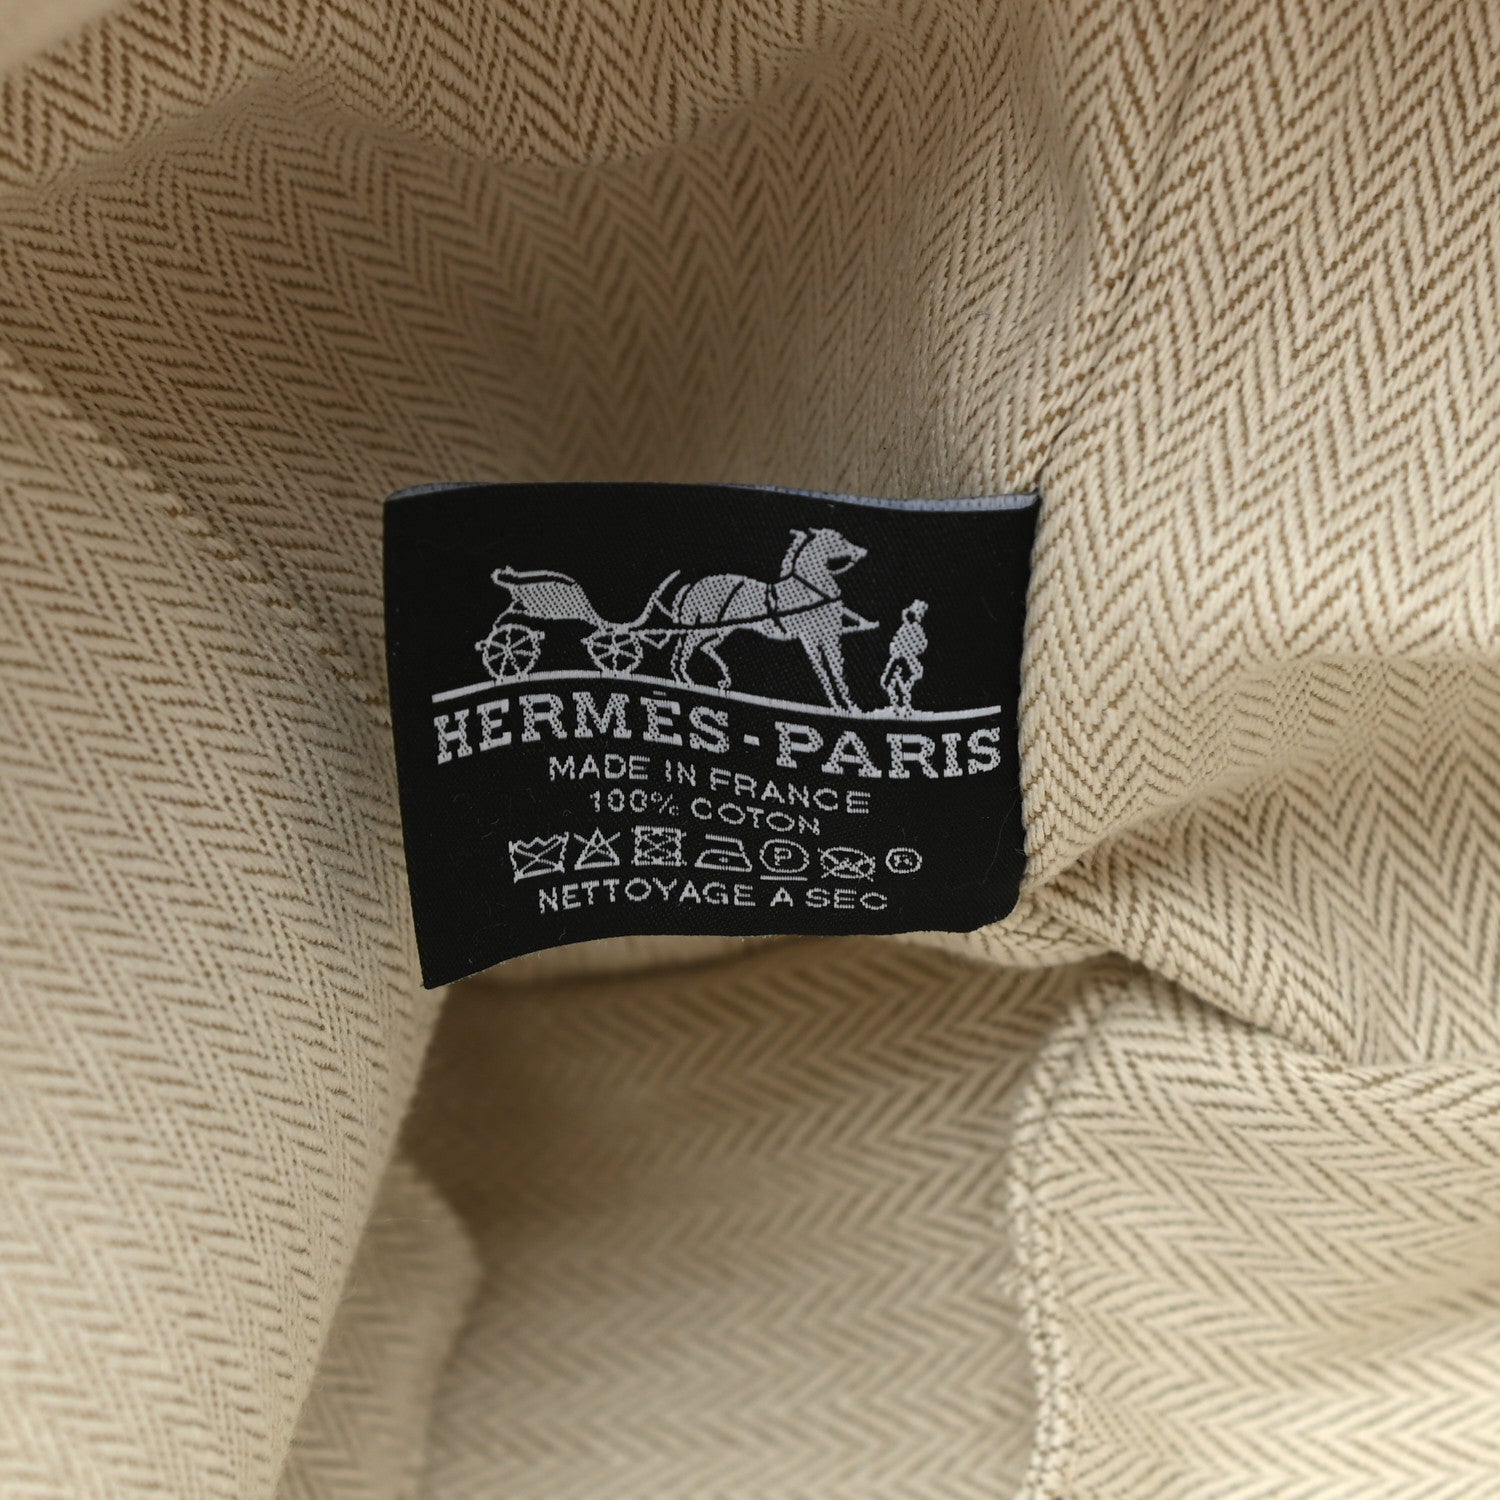 HERMÈS-PARIS
MADE IN FRANCE
100% COTON
P
NETTOYAGE A SEC